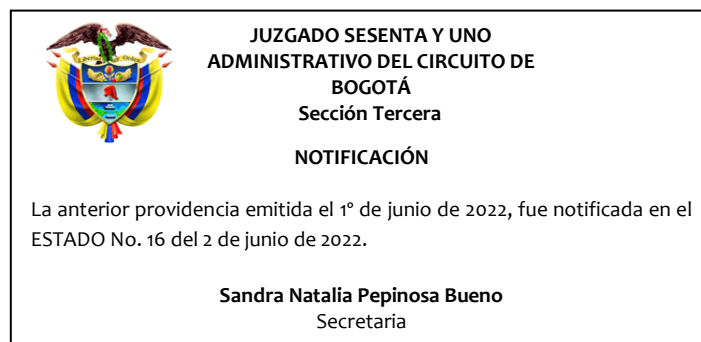 JUZGADO SESENTA Y UNO
ADMINISTRATIVO DEL CIRCUITO DE
BOGOTÁ
Sección Tercera
NOTIFICACIÓN
La anterior providencia emitida el 1° de junio de 2022, fue notificada en el
ESTADO No. 16 del 2 de junio de 2022.
Sandra Natalia Pepinosa Bueno
Secretaria